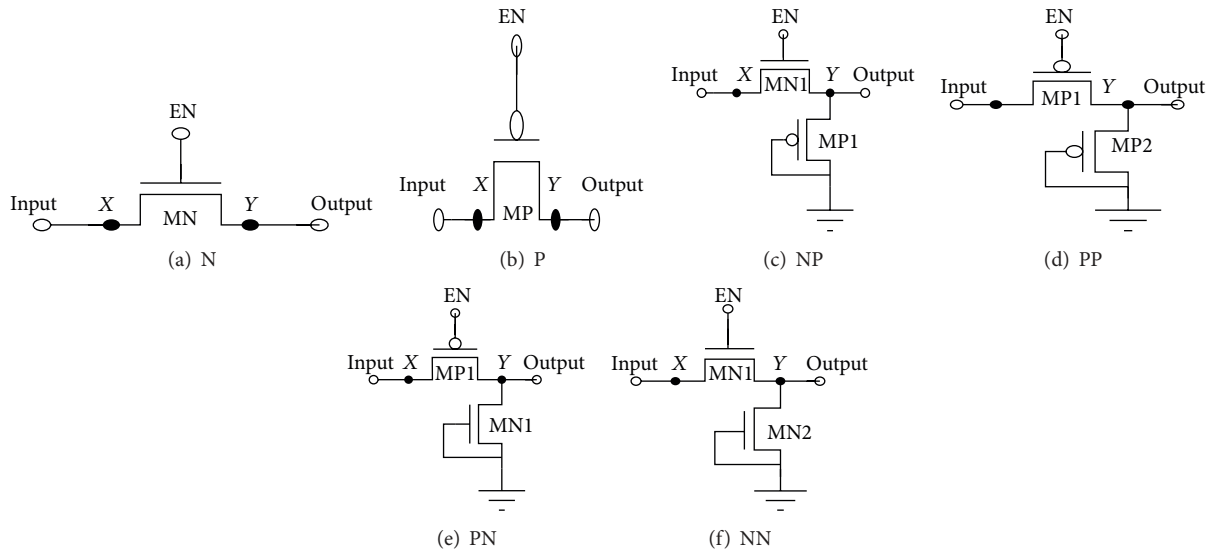 EN
Input X Y Output
MN
(a) N
EN
Input X Y Output
MP
(b) P
EN
Input X Y Output
MN1
MP1
(c) NP
EN
Input Y Output
MP1
MP2
(d) PP
EN
Input X Y Output
MP1
MN1
(e) PN
EN
Input X Y Output
MN1
MN2
(f) NN